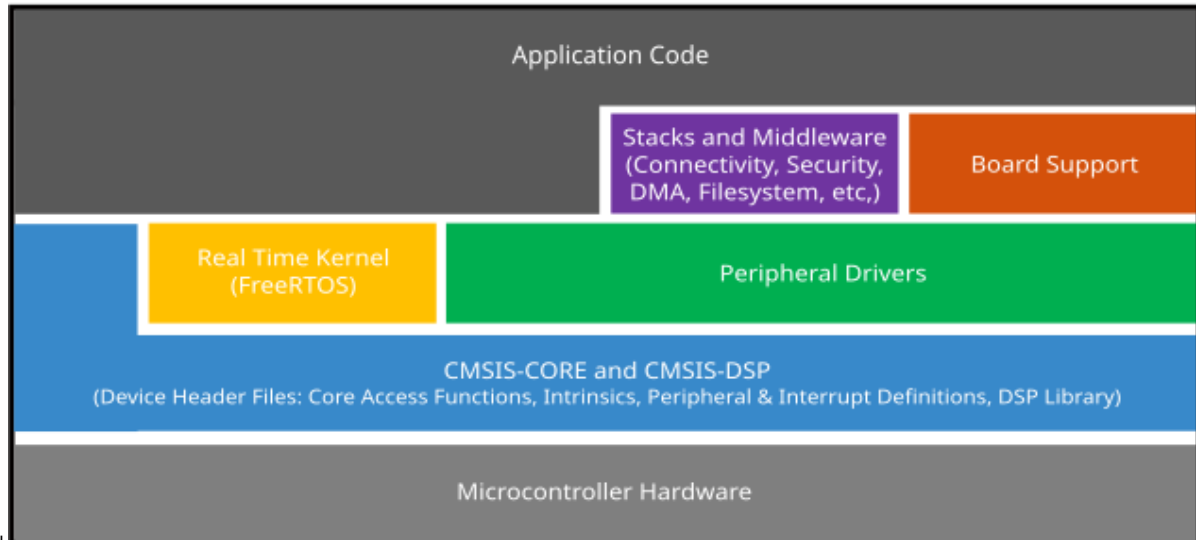 Application Code
Stacks and Middleware
(Connectivity, Security,
DMA, Filesystem, etc,)
Board Support
Real Time Kernel
(FreeRTOS)
Peripheral Drivers
CMSIS-CORE and CMSIS-DSP
(Device Header Files: Core Access Functions, Intrinsics, Peripheral & Interrupt Definitions, DSP Library)
Microcontroller Hardware